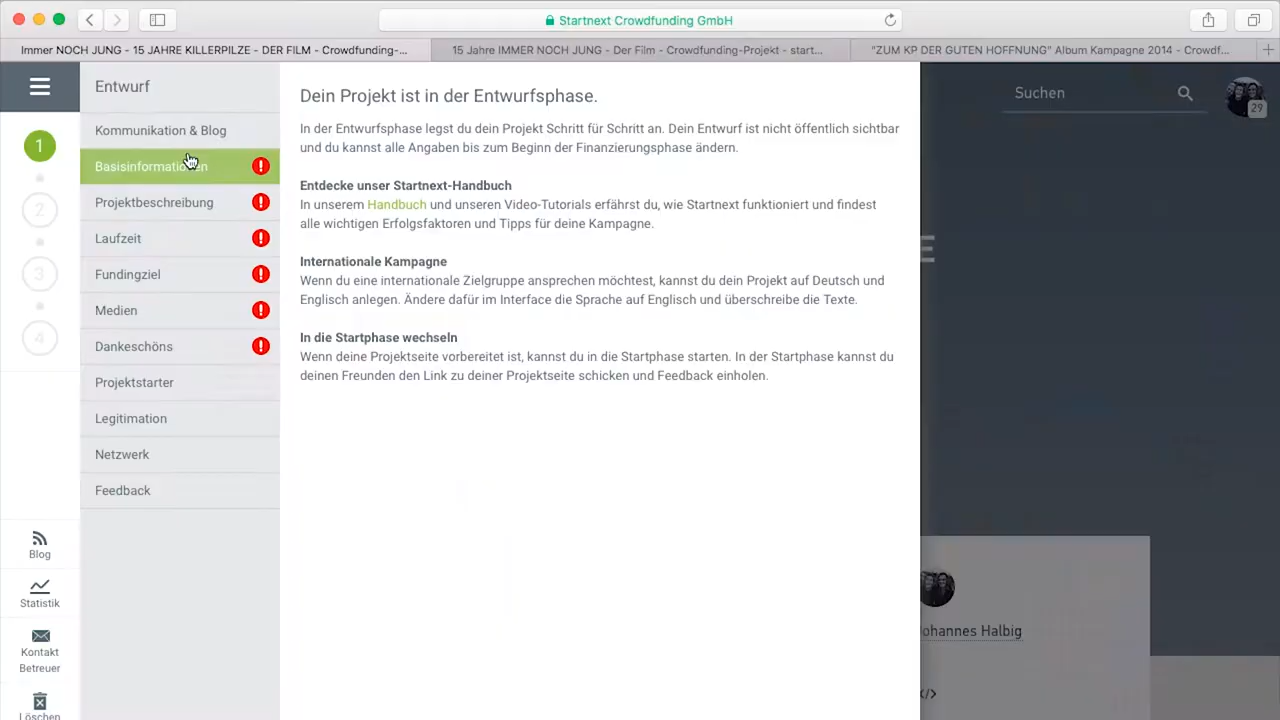 Startnext Crowdfunding GmbH
Immer NOCH JUNG - 15 JAHRE KILLERPILZE - DER FILM - Crowdfunding-...
15 Jahre IMMER NOCH JUNG - Der Film - Crowdfunding-Projekt - start...
"ZUM KP DER GUTEN HOFFNUNG" Album Kampagne 2014 - Crowdf...
Entwurf
Kommunikation & Blog
Basisinformationen
Projektbeschreibung
Laufzeit
Fundingziel
Medien
Dankeschöns
Projektstarter
Legitimation
Netzwerk
Feedback
1
2
3
4
Blog
Statistik
Kontakt
Betreuer
Löschen
Dein Projekt ist in der Entwurfsphase.
In der Entwurfsphase legst du dein Projekt Schritt für Schritt an. Dein Entwurf ist nicht öffentlich sichtbar
und du kannst alle Angaben bis zum Beginn der Finanzierungsphase ändern.
Entdecke unser Startnext-Handbuch
In unserem Handbuch und unseren Video-Tutorials erfährst du, wie Startnext funktioniert und findest
alle wichtigen Erfolgsfaktoren und Tipps für deine Kampagne.
Internationale Kampagne
Wenn du eine internationale Zielgruppe ansprechen möchtest, kannst du dein Projekt auf Deutsch und
Englisch anlegen. Ändere dafür im Interface die Sprache auf Englisch und überschreibe die Texte.
In die Startphase wechseln
Wenn deine Projektseite vorbereitet ist, kannst du in die Startphase starten. In der Startphase kannst du
deinen Freunden den Link zu deiner Projektseite schicken und Feedback einholen.
Suchen
29
ohannes Halbig
</>